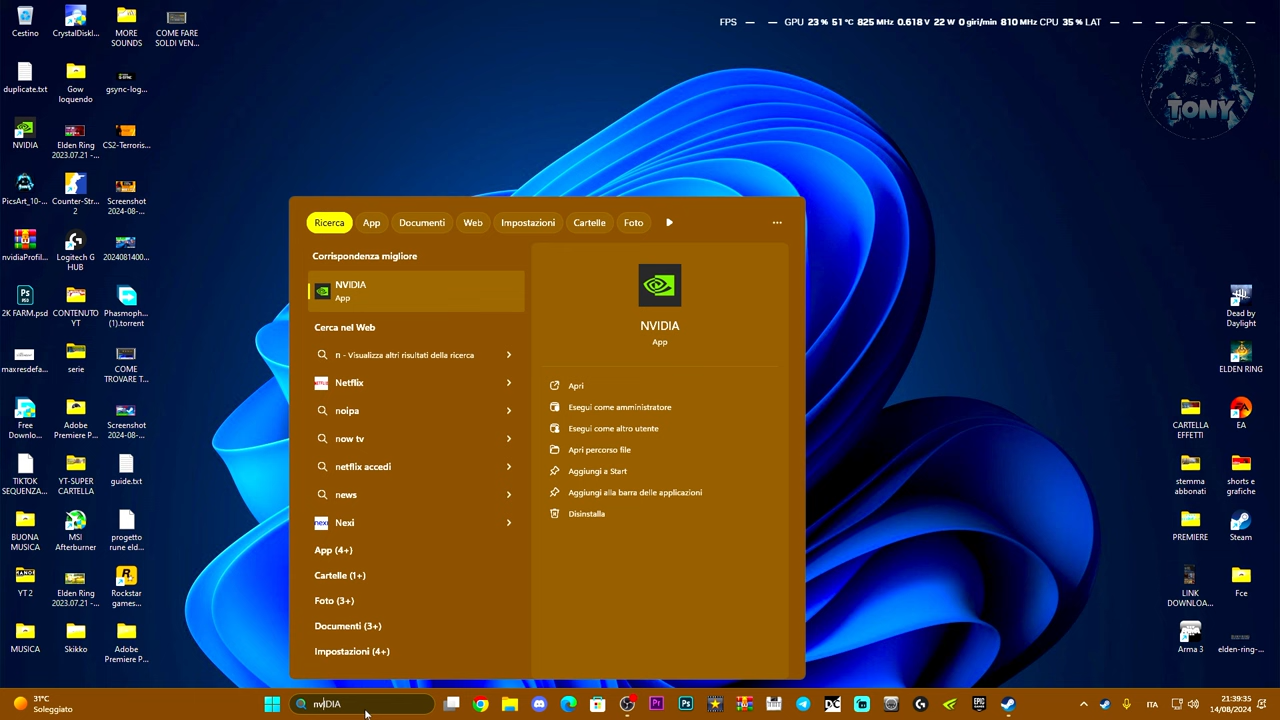 FPS — — GPU 23 % 51 °C 825 MHz 0.618 V 22 W 0 giri/min 810 MHz CPU 35 % LAT — — — — — —
TONY
Cestino
CrystalDiskI...
MORE
SOUNDS
COME FARE
SOLDI VEN...
duplicate.txt
Gow
loquendo
gsync-log...
NVIDIA
Elden Ring
2023.07.21 -...
CS2-Terroris...
PicsArt_10-...
Counter-Str...
2
Screenshot
2024-08-...
nvidiaProfil...
Logitech G
HUB
2024081400...
2K FARM.psd
CONTENUTO
YT
Phasmoph...
(1).torrent
maxresdefa...
serie
COME
TROVARE T...
Free
Downlo...
Adobe
Premiere P...
Screenshot
2024-08-...
TIKTOK
SEQUENZA...
YT-SUPER
CARTELLA
guide.txt
BUONA
MUSICA
MSI
Afterburner
progetto
rune eld...
YT 2
Elden Ring
2023.07.21 -...
Rockstar
games...
MUSICA
Skikko
Adobe
Premiere P...
Ricerca
App
Documenti
Web
Impostazioni
Cartelle
Foto
Corrispondenza migliore
NVIDIA
App
Cerca nel Web
n - Visualizza altri risultati della ricerca
Netflix
noipa
now tv
netflix accedi
news
Nexi
App (4+)
Cartelle (1+)
Foto (3+)
Documenti (3+)
Impostazioni (4+)
NVIDIA
App
Apri
Esegui come amministratore
Esegui come altro utente
Apri percorso file
Aggiungi a Start
Aggiungi alla barra delle applicazioni
Disinstalla
Dead by
Daylight
ELDEN RING
CARTELLA
EFFETTI
EA
stemma
abbonati
shorts e
grafiche
PREMIERE
Steam
LINK
DOWNLOA...
Fce
Arma 3
elden-ring-...
31°C
Soleggiato
nvIDIA
ITA
21:39:35
14/08/2024